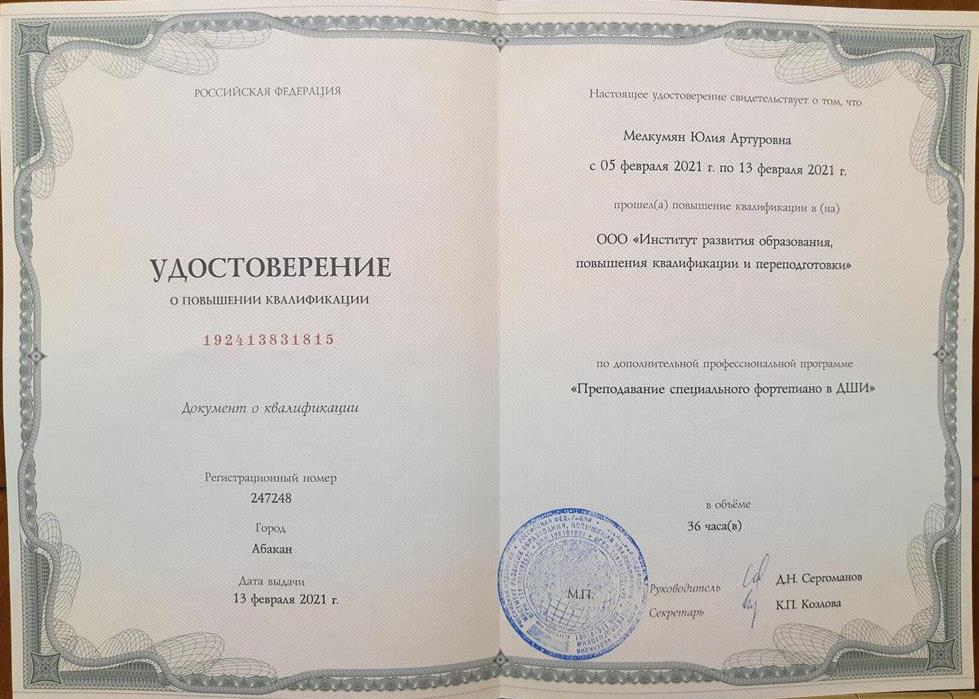 РОССИЙСКАЯ ФЕДЕРАЦИЯ
УДОСТОВЕРЕНИЕ
О ПОВЫШЕНИИ КВАЛИФИКАЦИИ
192413831815
Документ о квалификации
Регистрационный номер
247248
Город
Абакан
Дата выдачи
13 февраля 2021 г.
Настоящее удостоверение свидетельствует о том, что
Мелкумян Юлия Артуровна
с 05 февраля 2021 г. по 13 февраля 2021 г.
прошел(а) повышение квалификации в (на)
ООО «Институт развития образования,
повышения квалификации и переподготовки»
по дополнительной профессиональной программе
«Преподавание специального фортепиано в ДШИ»
в объёме
36 часа(в)
М.П.
Руководитель
Д.Н. Сергоманов
Секретарь
К.П. Козлова